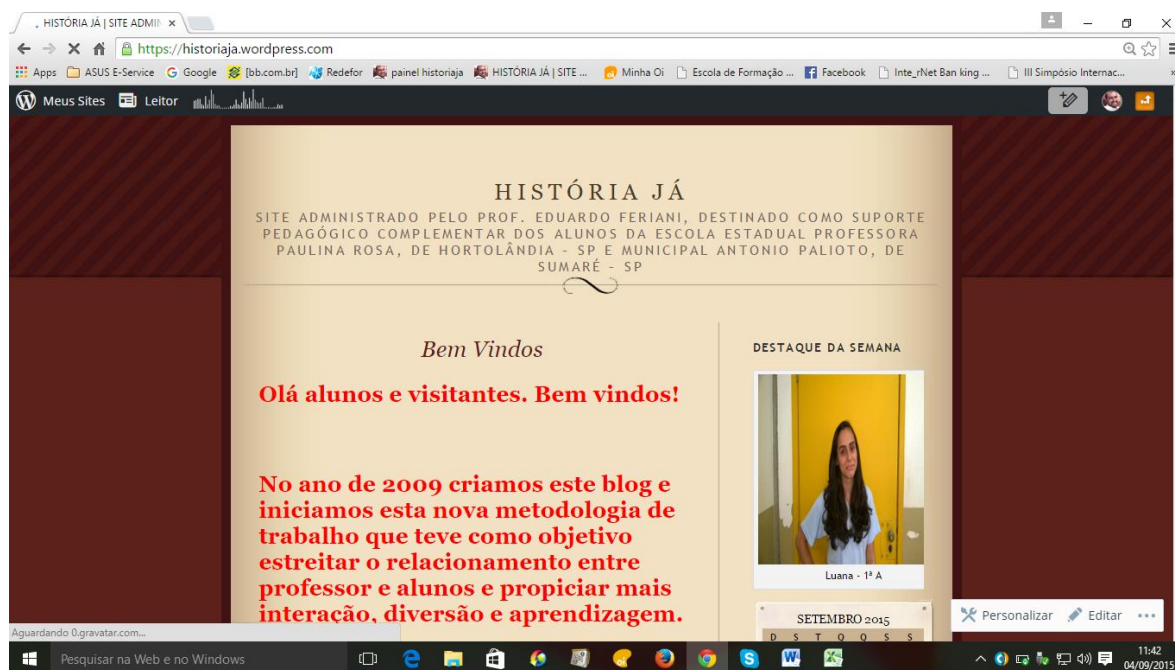 HISTÓRIA JÁ | SITE ADMIN
https://historiaja.wordpress.com
Apps ASUS E-Service Google [bb.com.br] Redefor painel historiaja HISTÓRIA JÁ | SITE ... Minha Oi Escola de Formação ... Facebook Inte_rNet Ban king ... III Simpósio Internac...
Meus Sites Leitor
HISTÓRIA JÁ
SITE ADMINISTRADO PELO PROF. EDUARDO FERIANI, DESTINADO COMO SUPORTE
PEDAGÓGICO COMPLEMENTAR DOS ALUNOS DA ESCOLA ESTADUAL PROFESSORA
PAULINA ROSA, DE HORTOLÂNDIA - SP E MUNICIPAL ANTONIO PALIOTO, DE
SUMARÉ - SP
Bem Vindos
Olá alunos e visitantes. Bem vindos!
No ano de 2009 criamos este blog e
iniciamos esta nova metodologia de
trabalho que teve como objetivo
estreitar o relacionamento entre
professor e alunos e propiciar mais
interação, diversão e aprendizagem.
DESTAQUE DA SEMANA
Luana - 1ª A
SETEMBRO 2015
D S T Q Q S S
Personalizar Editar
Aguardando 0.gravatar.com...
Pesquisar na Web e no Windows
11:42
04/09/2015